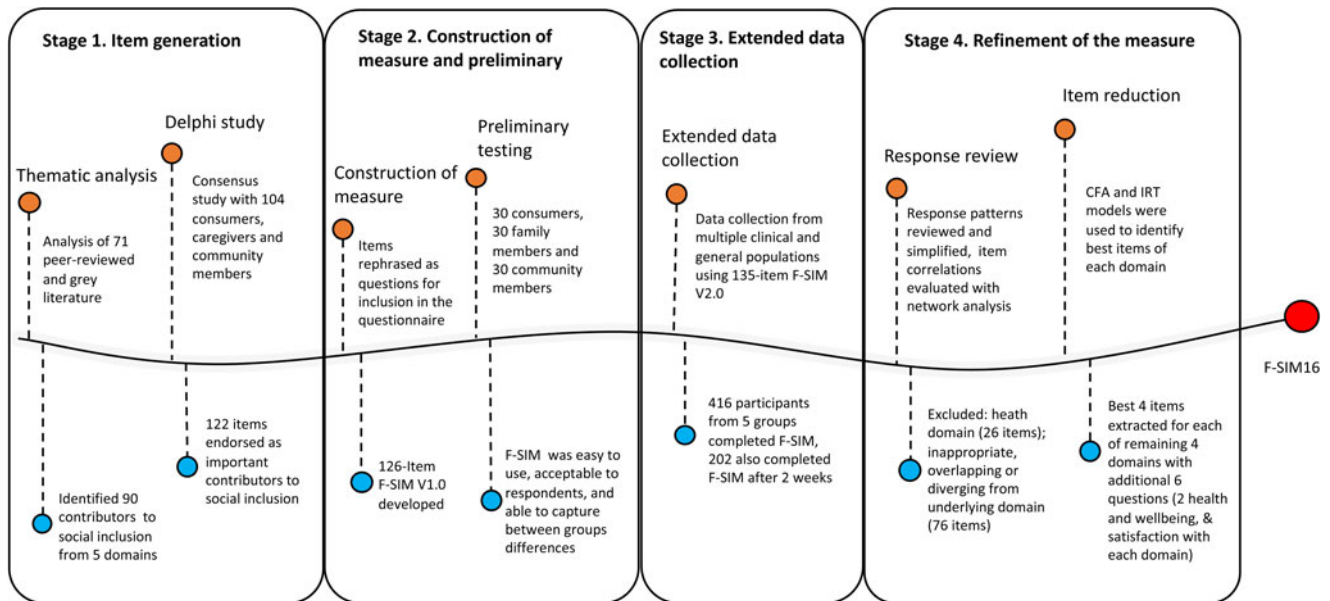 Stage 1. Item generation
Delphi study
Thematic analysis
Consensus
study with 104
consumers,
caregivers and
community
members
Analysis of 71
peer-reviewed
and grey
literature
122 items
endorsed as
important
contributors to
social inclusion
Identified 90
contributors to
social inclusion
from 5 domains
Stage 2. Construction of
measure and preliminary
Preliminary
testing
Construction of
measure
30 consumers,
30 family
members and
30 community
members
Items
rephrased as
questions for
inclusion in the
questionnaire
126-Item
F-SIM V1.0
developed
F-SIM was easy to
use, acceptable to
respondents, and
able to capture
between groups
differences
Stage 3. Extended data
collection
Extended data
collection
Data collection from
multiple clinical and
general populations
using 135-item F-SIM
V2.0
416 participants
from 5 groups
completed F-SIM,
202 also completed
F-SIM after 2 weeks
Stage 4. Refinement of the measure
Item reduction
Response review
CFA and IRT
models were
used to identify
best items of
each domain
Response patterns
reviewed and
simplified, item
correlations
evaluated with
network analysis
Excluded: heath
domain (26 items);
inappropriate,
overlapping or
diverging from
underlying domain
(76 items)
Best 4 items
extracted for each
of remaining 4
domains with
additional 6
questions (2 health
and wellbeing, &
satisfaction with
each domain)
F-SIM16